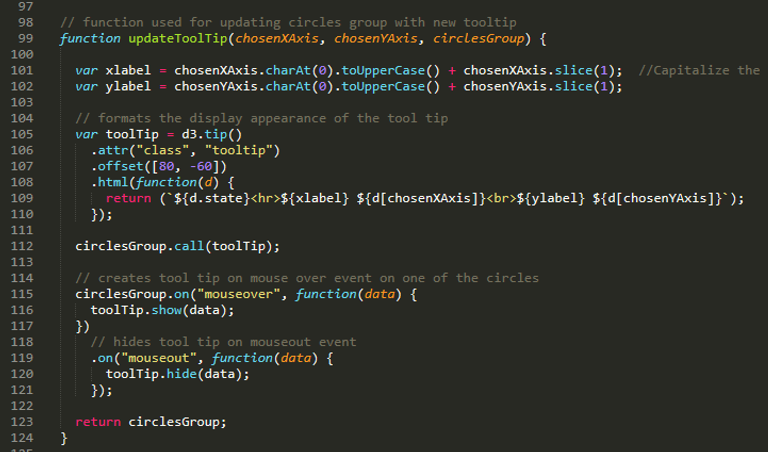 97
98 // function used for updating circles group with new tooltip
99 function updateToolTip(chosenXAxis, chosenYAxis, circlesGroup) {
100
101 var xlabel = chosenXAxis.charAt(0).toUpperCase() + chosenXAxis.slice(1); //Capitalize the
102 var ylabel = chosenYAxis.charAt(0).toUpperCase() + chosenYAxis.slice(1);
103
104 // formats the display appearance of the tool tip
105 var toolTip = d3.tip()
106 .attr("class", "tooltip")
107 .offset([80, -60])
108 .html(function(d) {
109 return (`${d.state}<hr>${xlabel} ${d[chosenXAxis]}<br>${ylabel} ${d[chosenYAxis]}`);
110 });
111
112 circlesGroup.call(toolTip);
113
114 // creates tool tip on mouse over event on one of the circles
115 circlesGroup.on("mouseover", function(data) {
116 toolTip.show(data);
117 })
118 // hides tool tip on mouseout event
119 .on("mouseout", function(data) {
120 toolTip.hide(data);
121 });
122
123 return circlesGroup;
124 }